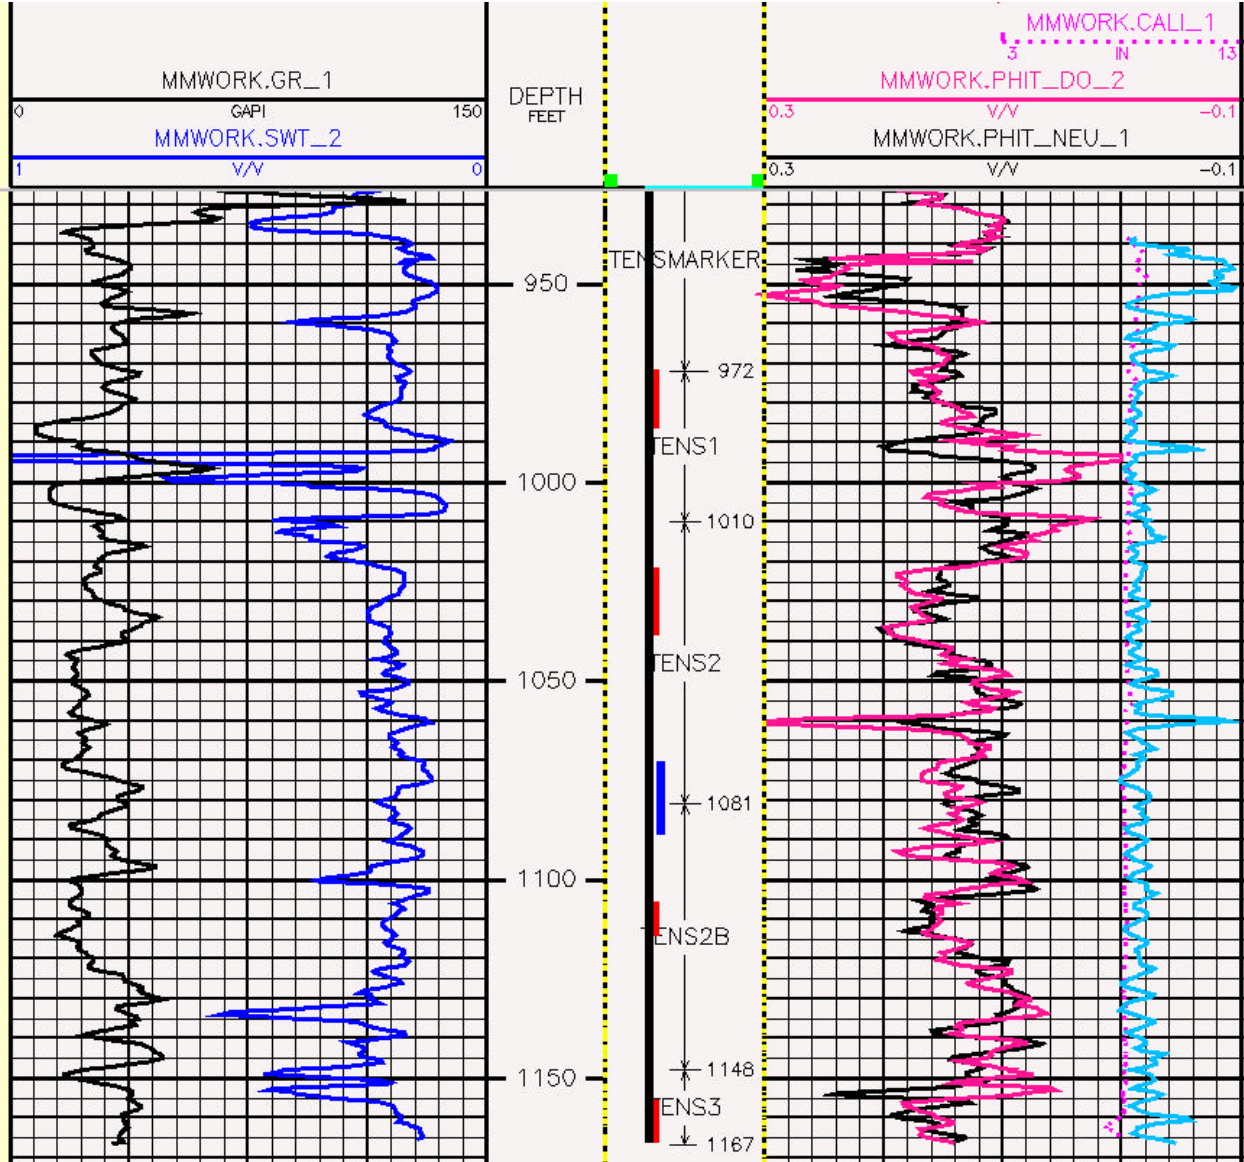 MMWORK.CALI_1
3 IN 13
MMWORK.GR_1
MMWORK.PHIT_DO_2
0 GAPI 150
DEPTH
FEET
0.3 V/V -0.1
MMWORK.SWT_2
MMWORK.PHIT_NEU_1
1 V/V 0
0.3 V/V -0.1
TENSMARKER
950
972
TENS1
1000
1010
TENS2
1050
1081
1100
TENS2B
1148
1150
TENS3
1167